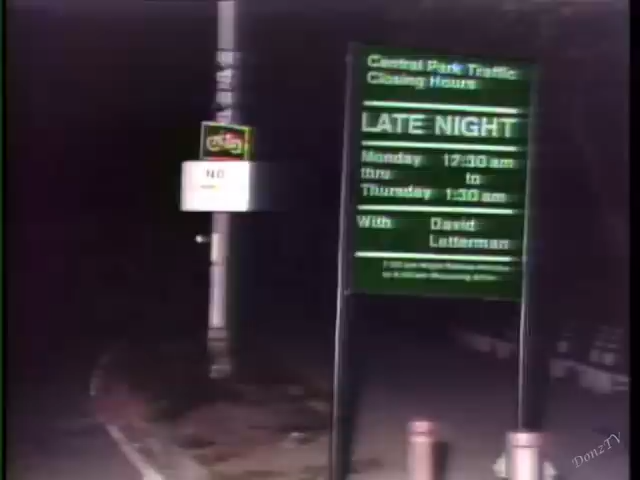 Central Park Traffic
Closing Hours
LATE NIGHT
Monday 12:30 am
thru to
Thursday 1:30 am
With David
Letterman
NO
DonzTV